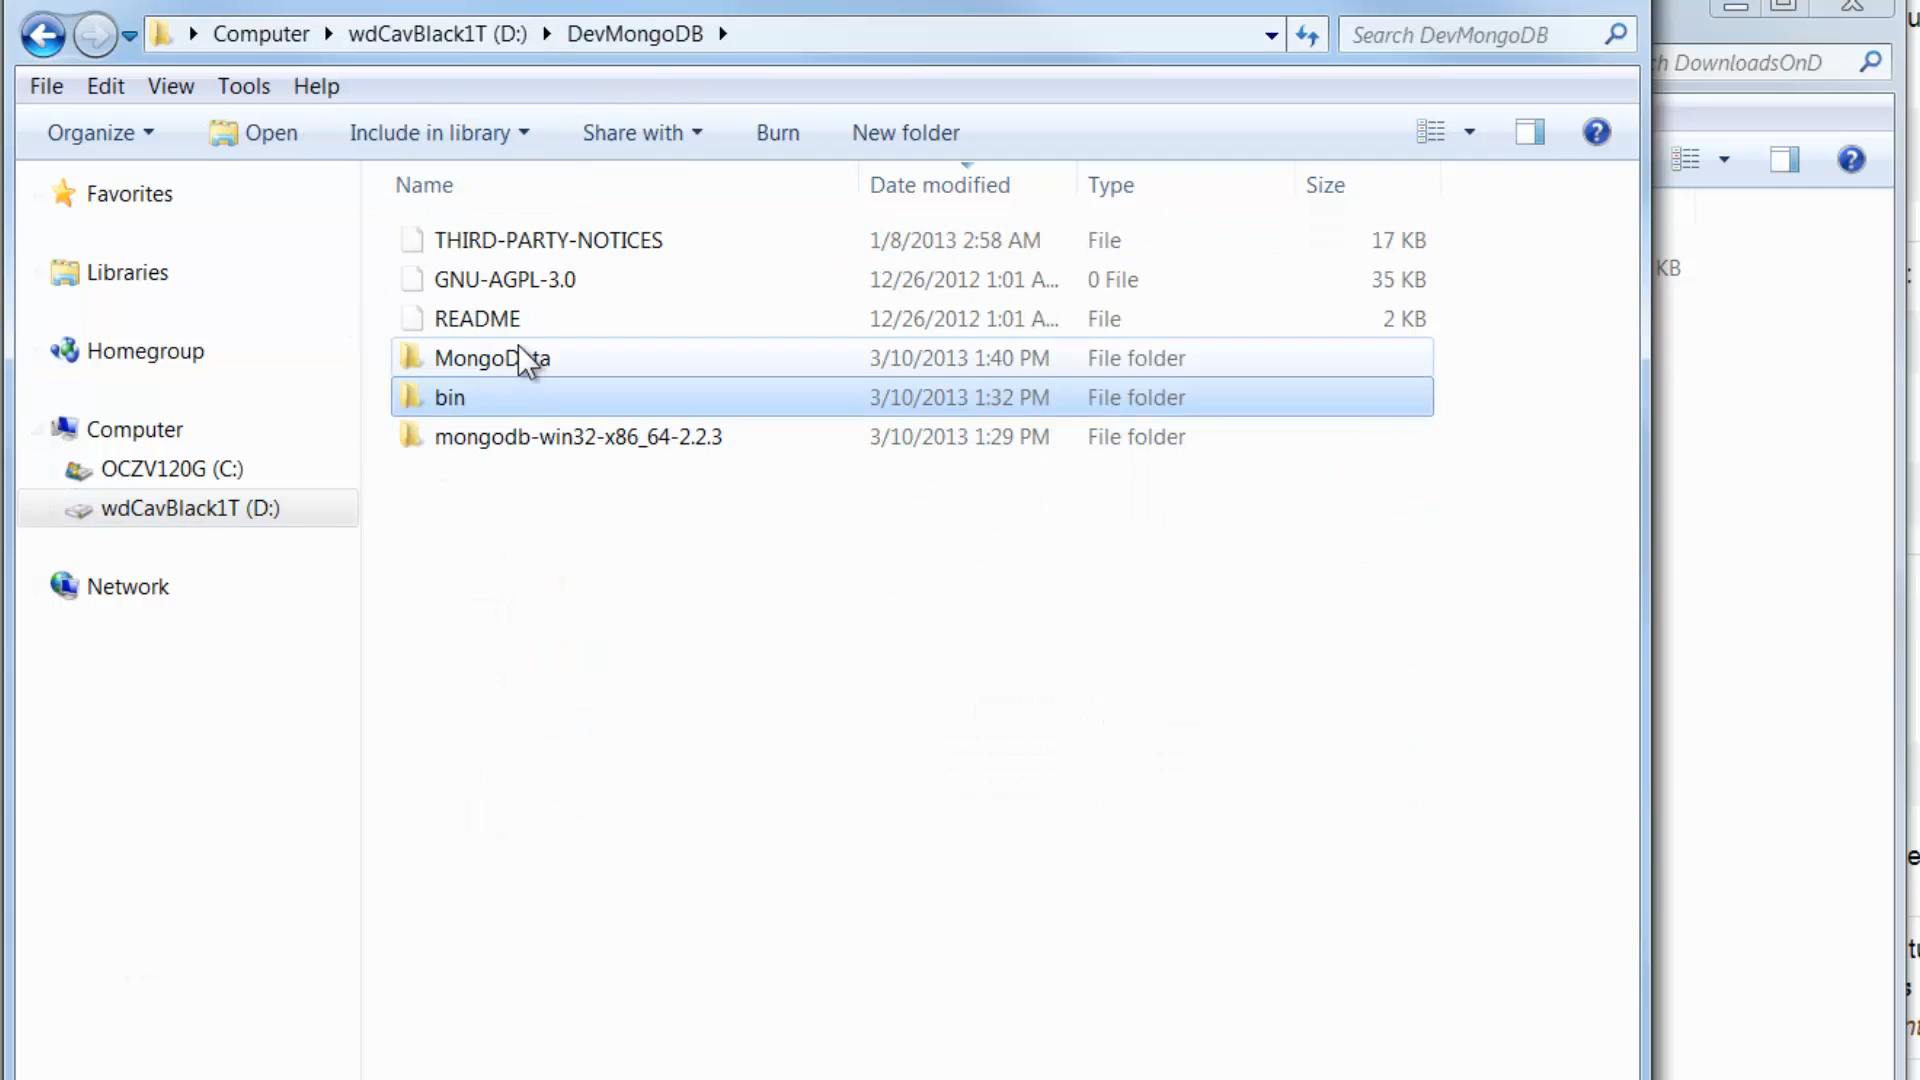 Computer wdCavBlack1T (D:) DevMongoDB
Search DevMongoDB
DownloadsOnD
File Edit View Tools Help
Organize Open Include in library Share with Burn New folder
Favorites
Libraries
Homegroup
Computer
OCZV120G (C:)
wdCavBlack1T (D:)
Network
Name Date modified Type Size
THIRD-PARTY-NOTICES 1/8/2013 2:58 AM File 17 KB
GNU-AGPL-3.0 12/26/2012 1:01 A... 0 File 35 KB
README 12/26/2012 1:01 A... File 2 KB
MongoData 3/10/2013 1:40 PM File folder
bin 3/10/2013 1:32 PM File folder
mongodb-win32-x86_64-2.2.3 3/10/2013 1:29 PM File folder
KB